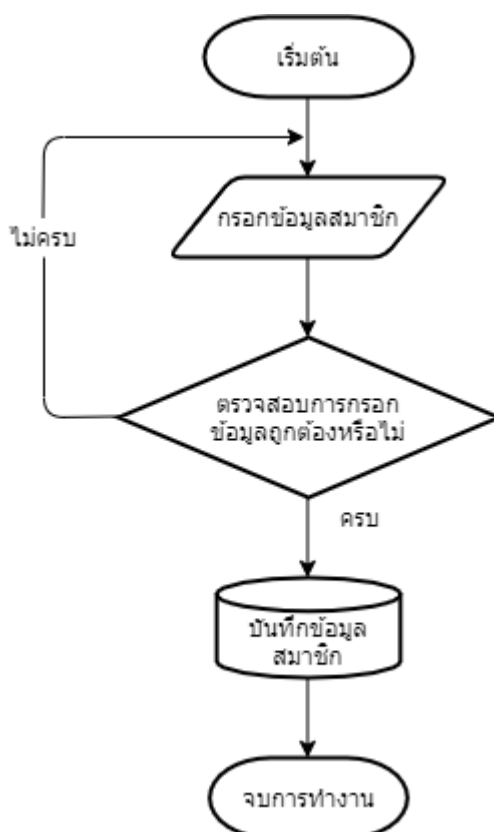 เริ่มต้น
กรอกข้อมูลสมาชิก
ไม่ครบ
ตรวจสอบการกรอก
ข้อมูลถูกต้องหรือไม่
ครบ
บันทึกข้อมูล
สมาชิก
จบการทำงาน